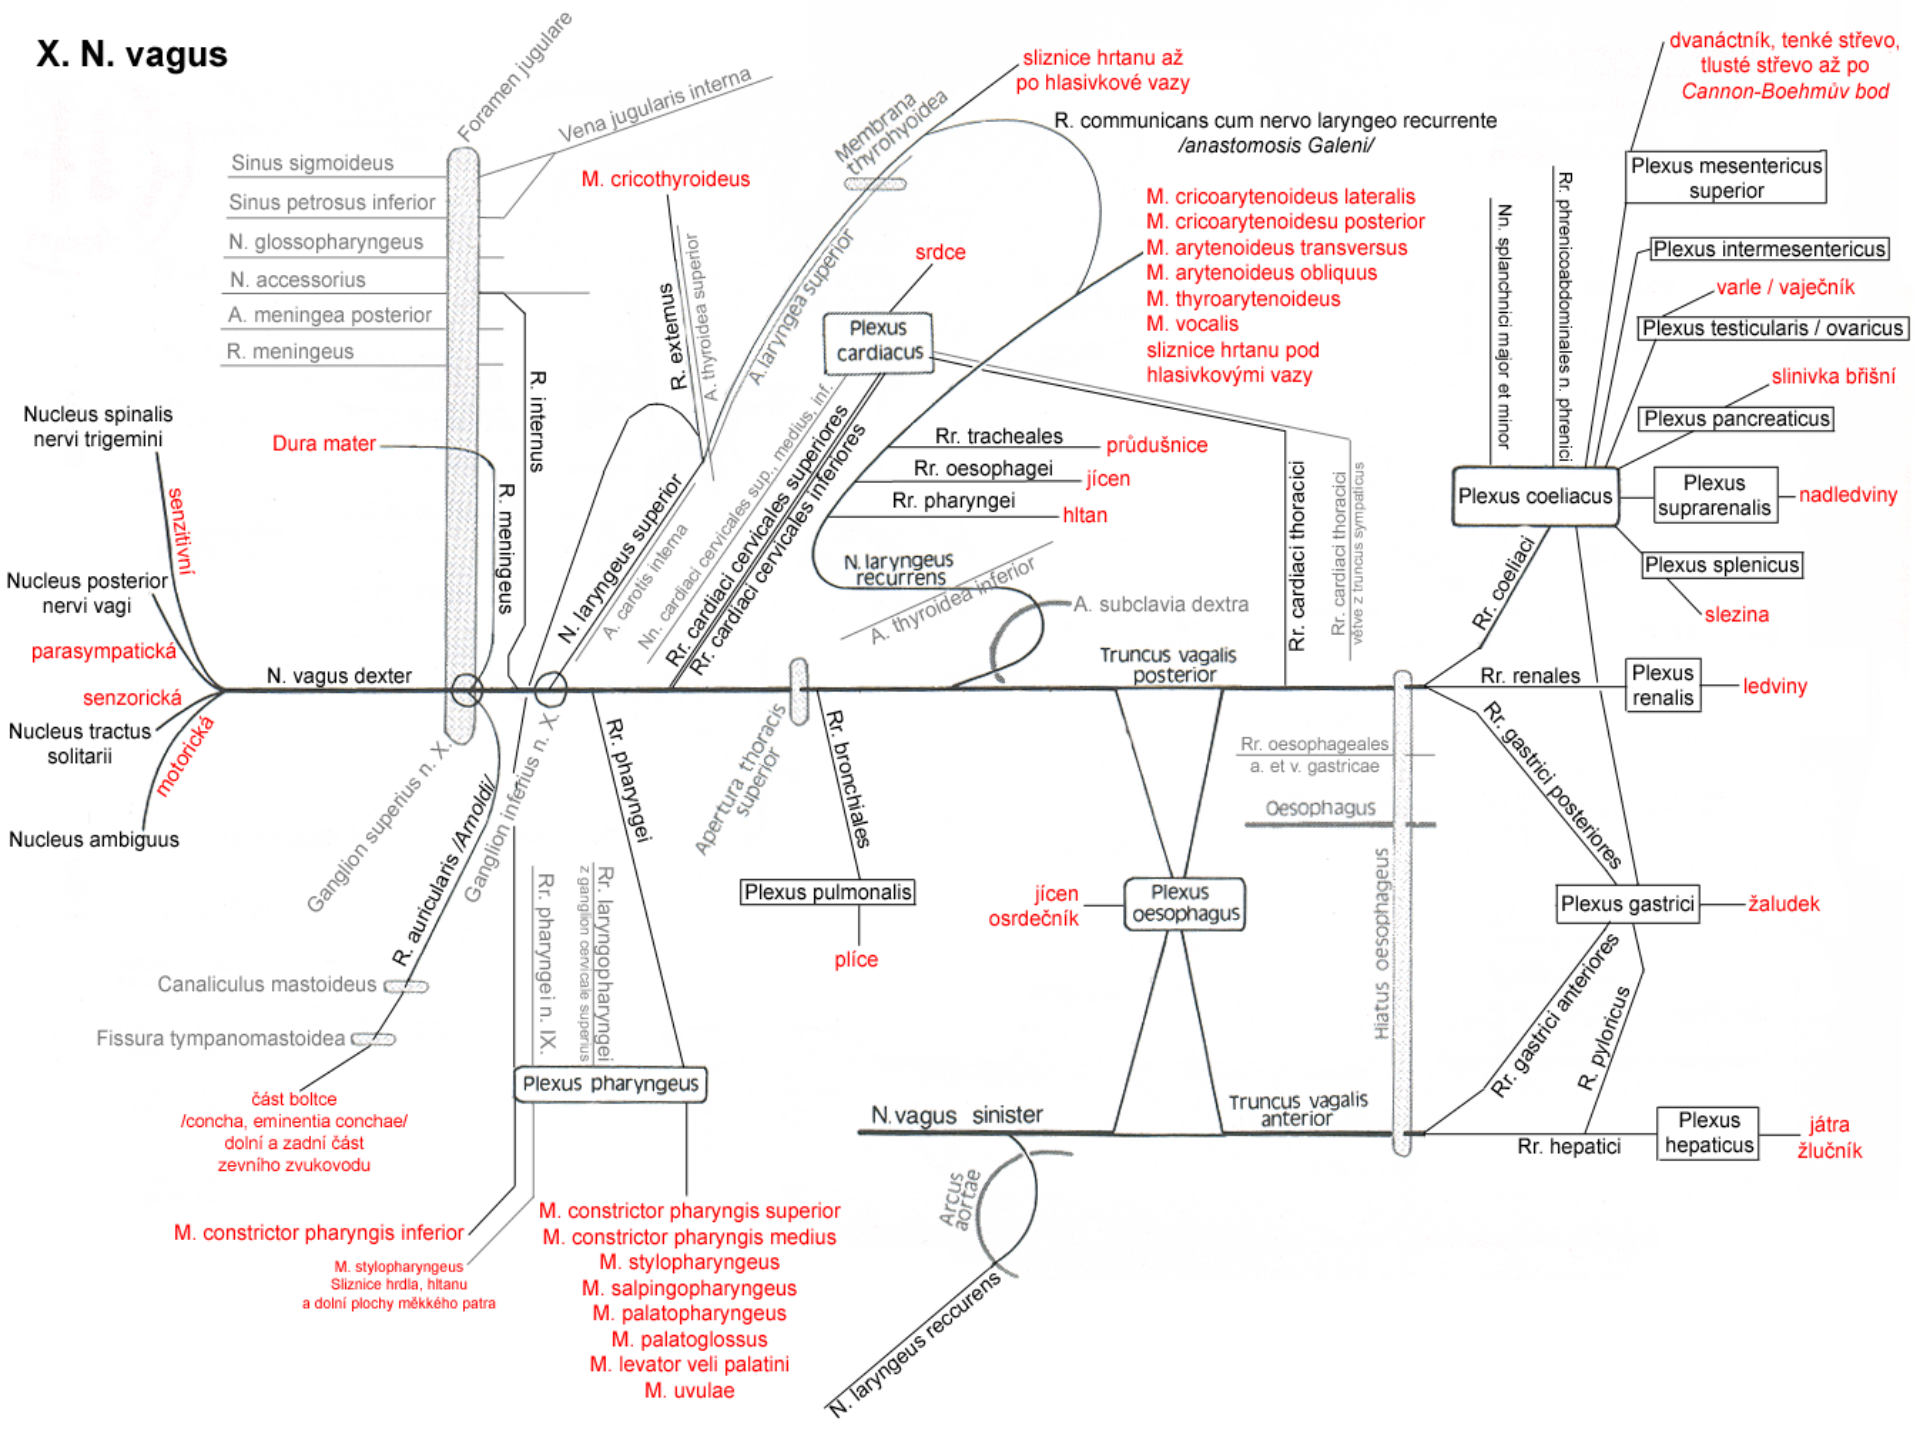 X. N. vagus
Foramen jugulare
Vena jugularis interna
Sinus sigmoideus
Sinus petrosus inferior
N. glossopharyngeus
N. accessorius
A. meningea posterior
R. meningeus
Nucleus spinalis
nervi trigemini
senzitivní
Nucleus posterior
nervi vagi
parasympatická
senzorická
Nucleus tractus
solitarii
motorická
Nucleus ambiguus
N. vagus dexter
Dura mater
R. internus
R. meningeus
Ganglion superius n. X.
Ganglion inferius n. X.
R. auricularis /Arnoldi/
Canaliculus mastoideus
Fissura tympanomastoidea
část boltce
/concha, eminentia conchae/
dolní a zadní část
zevního zvukovodu
M. cricothyroideus
R. externus
A. thyroidea superior
N. laryngeus superior
A. carotis interna
A. laryngea superior
Membrana
thyrohyoidea
sliznice hrtanu až
po hlasivkové vazy
R. communicans cum nervo laryngeo recurrente
/anastomosis Galeni/
M. cricoarytenoideus lateralis
M. cricoarytenoidesu posterior
M. arytenoideus transversus
M. arytenoideus obliquus
M. thyroarytenoideus
M. vocalis
sliznice hrtanu pod
hlasivkovými vazy
srdce
Plexus
cardiacus
Nn. cardiaci cervicales sup., medius, inf.
Rr. cardiaci cervicales superiores
Rr. cardiaci cervicales inferiores
Rr. tracheales
průdušnice
Rr. oesophagei
jícen
Rr. pharyngei
hltan
N. laryngeus
recurrens
A. thyroidea inferior
A. subclavia dextra
Rr. cardiaci thoracici
Rr. cardiaci thoracici
větve z truncus sympaticus
Truncus vagalis
posterior
Apertura thoracis
superior
Rr. bronchiales
Plexus pulmonalis
plíce
Rr. pharyngei
Rr. pharyngei n. IX.
Rr. laryngopharyngei
z ganglion cervicale superius
Plexus pharyngeus
M. constrictor pharyngis inferior
M. stylopharyngeus
Sliznice hrdla, hltanu
a dolní plochy měkkého patra
M. constrictor pharyngis superior
M. constrictor pharyngis medius
M. stylopharyngeus
M. salpingopharyngeus
M. palatopharyngeus
M. palatoglossus
M. levator veli palatini
M. uvulae
jícen
osrdečník
Plexus
oesophagus
Rr. oesophageales
a. et v. gastricae
Oesophagus
Hiatus oesophageus
N. vagus sinister
Truncus vagalis
anterior
Arcus
aortae
N. laryngeus reccurens
dvanáctník, tenké střevo,
tlusté střevo až po
Cannon-Boehmův bod
Plexus mesentericus
superior
Nn. splanchnici major et minor
Rr. phrenicoabdominales n. phrenici
Plexus intermesentericus
varle / vaječník
Plexus testicularis / ovaricus
slinivka břišní
Plexus pancreaticus
Plexus coeliacus
Plexus
suprarenalis
nadledviny
Plexus splenicus
slezina
Rr. coeliaci
Rr. renales
Plexus
renalis
ledviny
Rr. gastrici posteriores
Plexus gastrici
žaludek
Rr. gastrici anteriores
R. pyloricus
Rr. hepatici
Plexus
hepaticus
játra
žlučník